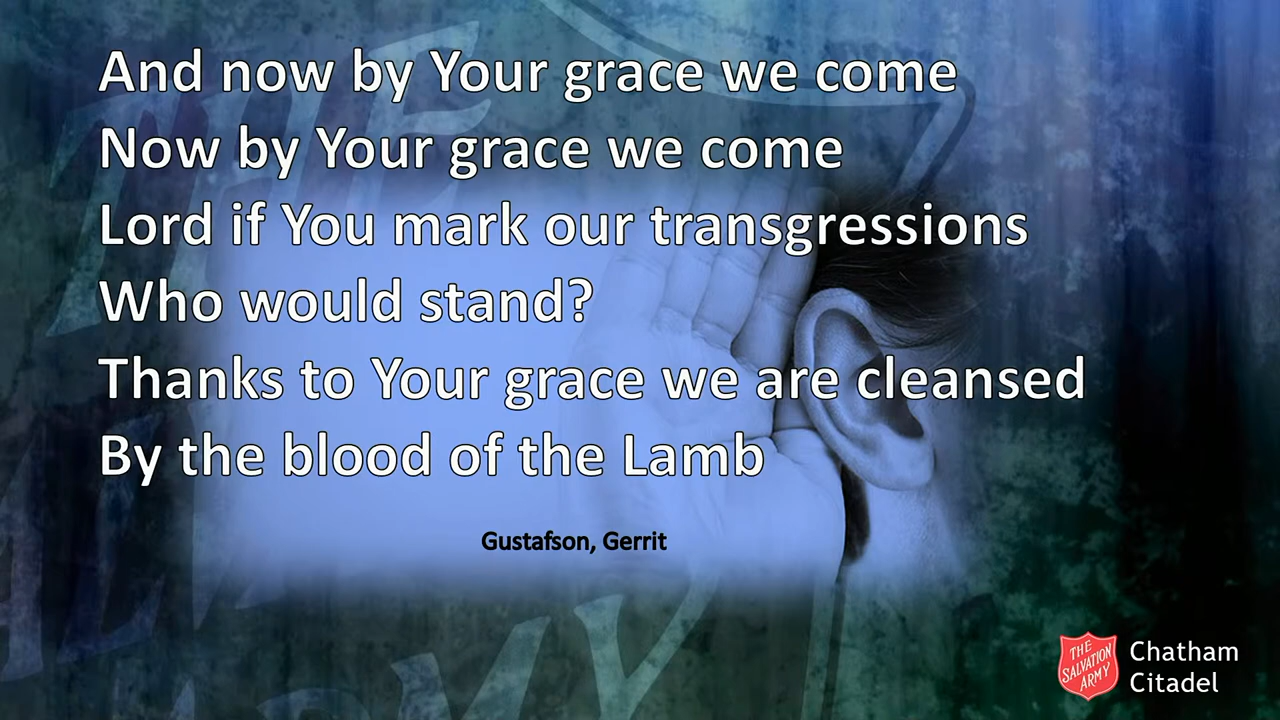 And now by Your grace we come
Now by Your grace we come
Lord if You mark our transgressions
Who would stand?
Thanks to Your grace we are cleansed
By the blood of the Lamb
Gustafson, Gerrit
THE
SALVATION
ARMY
Chatham
Citadel
THE
ARMY